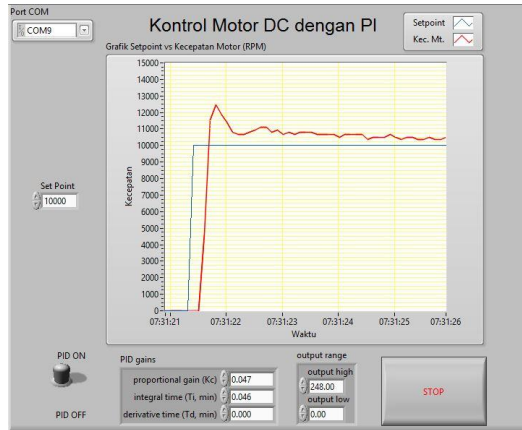 Port COM
COM9
Kontrol Motor DC dengan PI
Setpoint
Kec. Mt.
Grafik Setpoint vs Kecepatan Motor (RPM)
Kecepatan
15000
14000
13000
12000
11000
10000
9000
8000
7000
6000
5000
4000
3000
2000
1000
0
07:31:21 07:31:22 07:31:23 07:31:24 07:31:25 07:31:26
Waktu
Set Point
10000
PID ON
PID OFF
PID gains
proportional gain (Kc) 0.047
integral time (Ti, min) 0.046
derivative time (Td, min) 0.000
output range
output high
248.00
output low
0.00
STOP